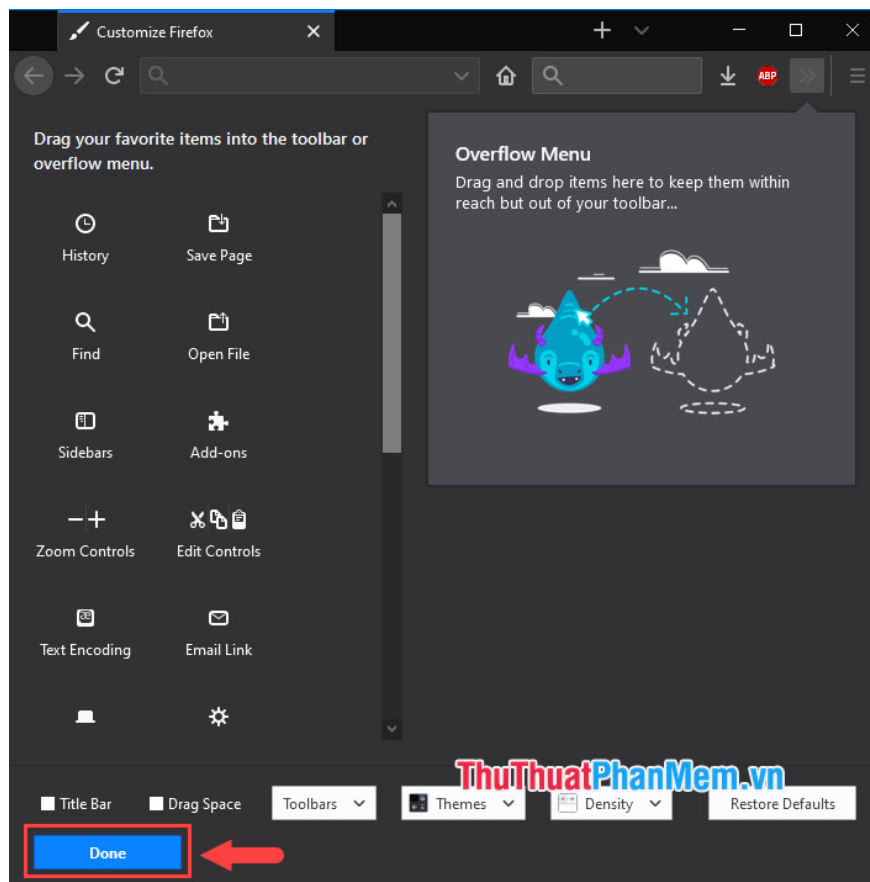 Customize Firefox
ABP
Drag your favorite items into the toolbar or
overflow menu.
History
Save Page
Find
Open File
Sidebars
Add-ons
Zoom Controls
Edit Controls
æ
Text Encoding
Email Link
Overflow Menu
Drag and drop items here to keep them within
reach but out of your toolbar...
ThuThuatPhanMem.vn
Title Bar
Drag Space
Toolbars
Themes
Density
Restore Defaults
Done